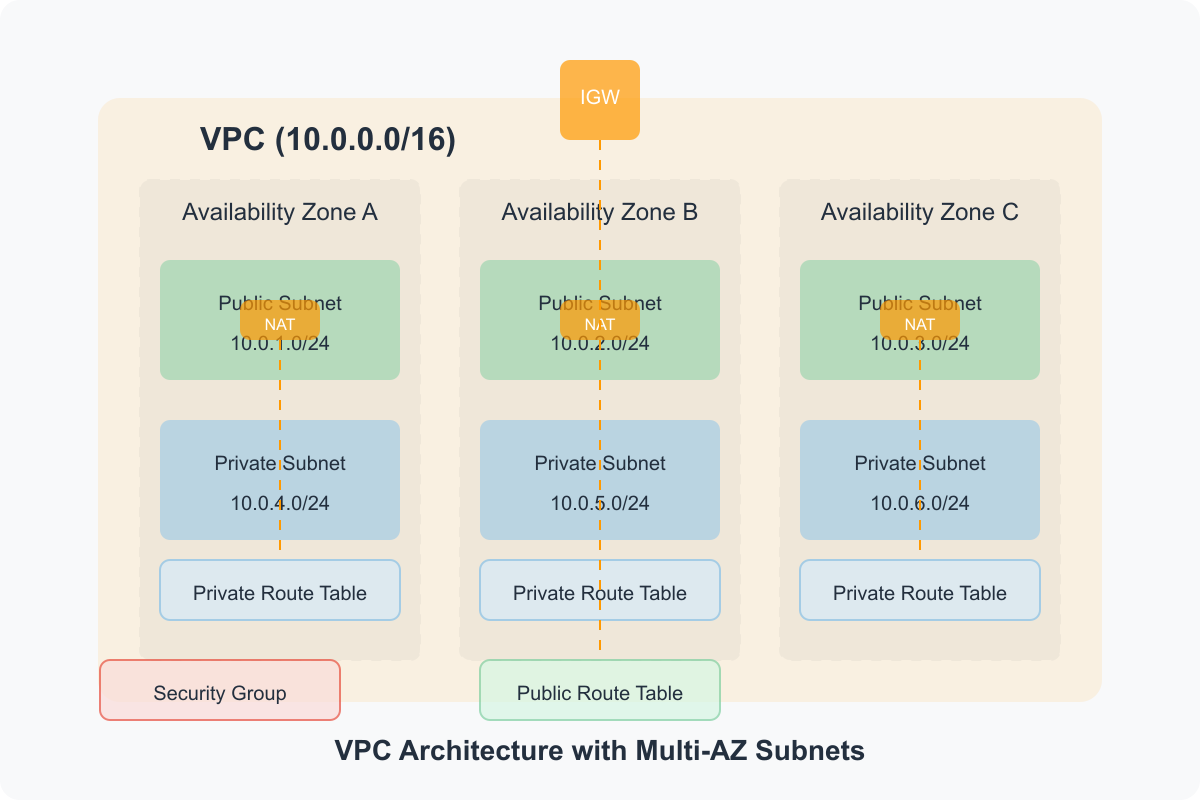 IGW
VPC (10.0.0.0/16)
Availability Zone A
Public Subnet
NAT
10.0.1.0/24
Private Subnet
10.0.4.0/24
Private Route Table
Availability Zone B
Public Subnet
NAT
10.0.2.0/24
Private Subnet
10.0.5.0/24
Private Route Table
Availability Zone C
Public Subnet
NAT
10.0.3.0/24
Private Subnet
10.0.6.0/24
Private Route Table
Security Group
Public Route Table
VPC Architecture with Multi-AZ Subnets